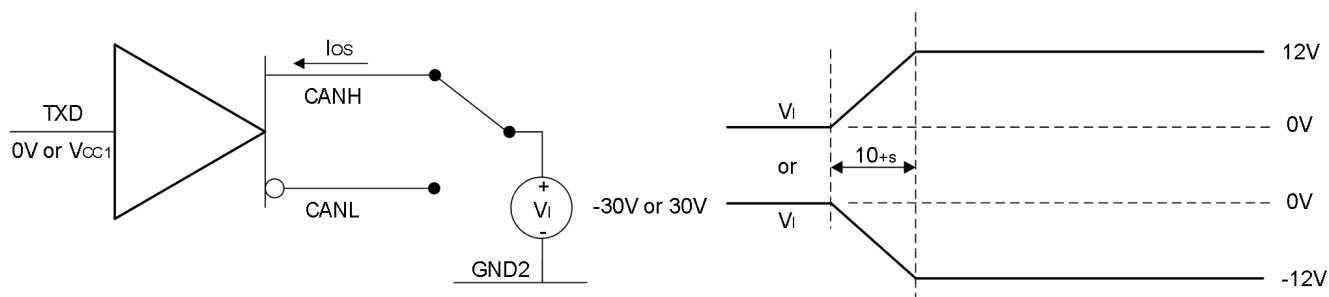 IOS
CANH
TXD
0V or VCC1
CANL
+
VI
-
-30V or 30V
GND2
12V
VI
0V
or
10+s
0V
VI
-12V